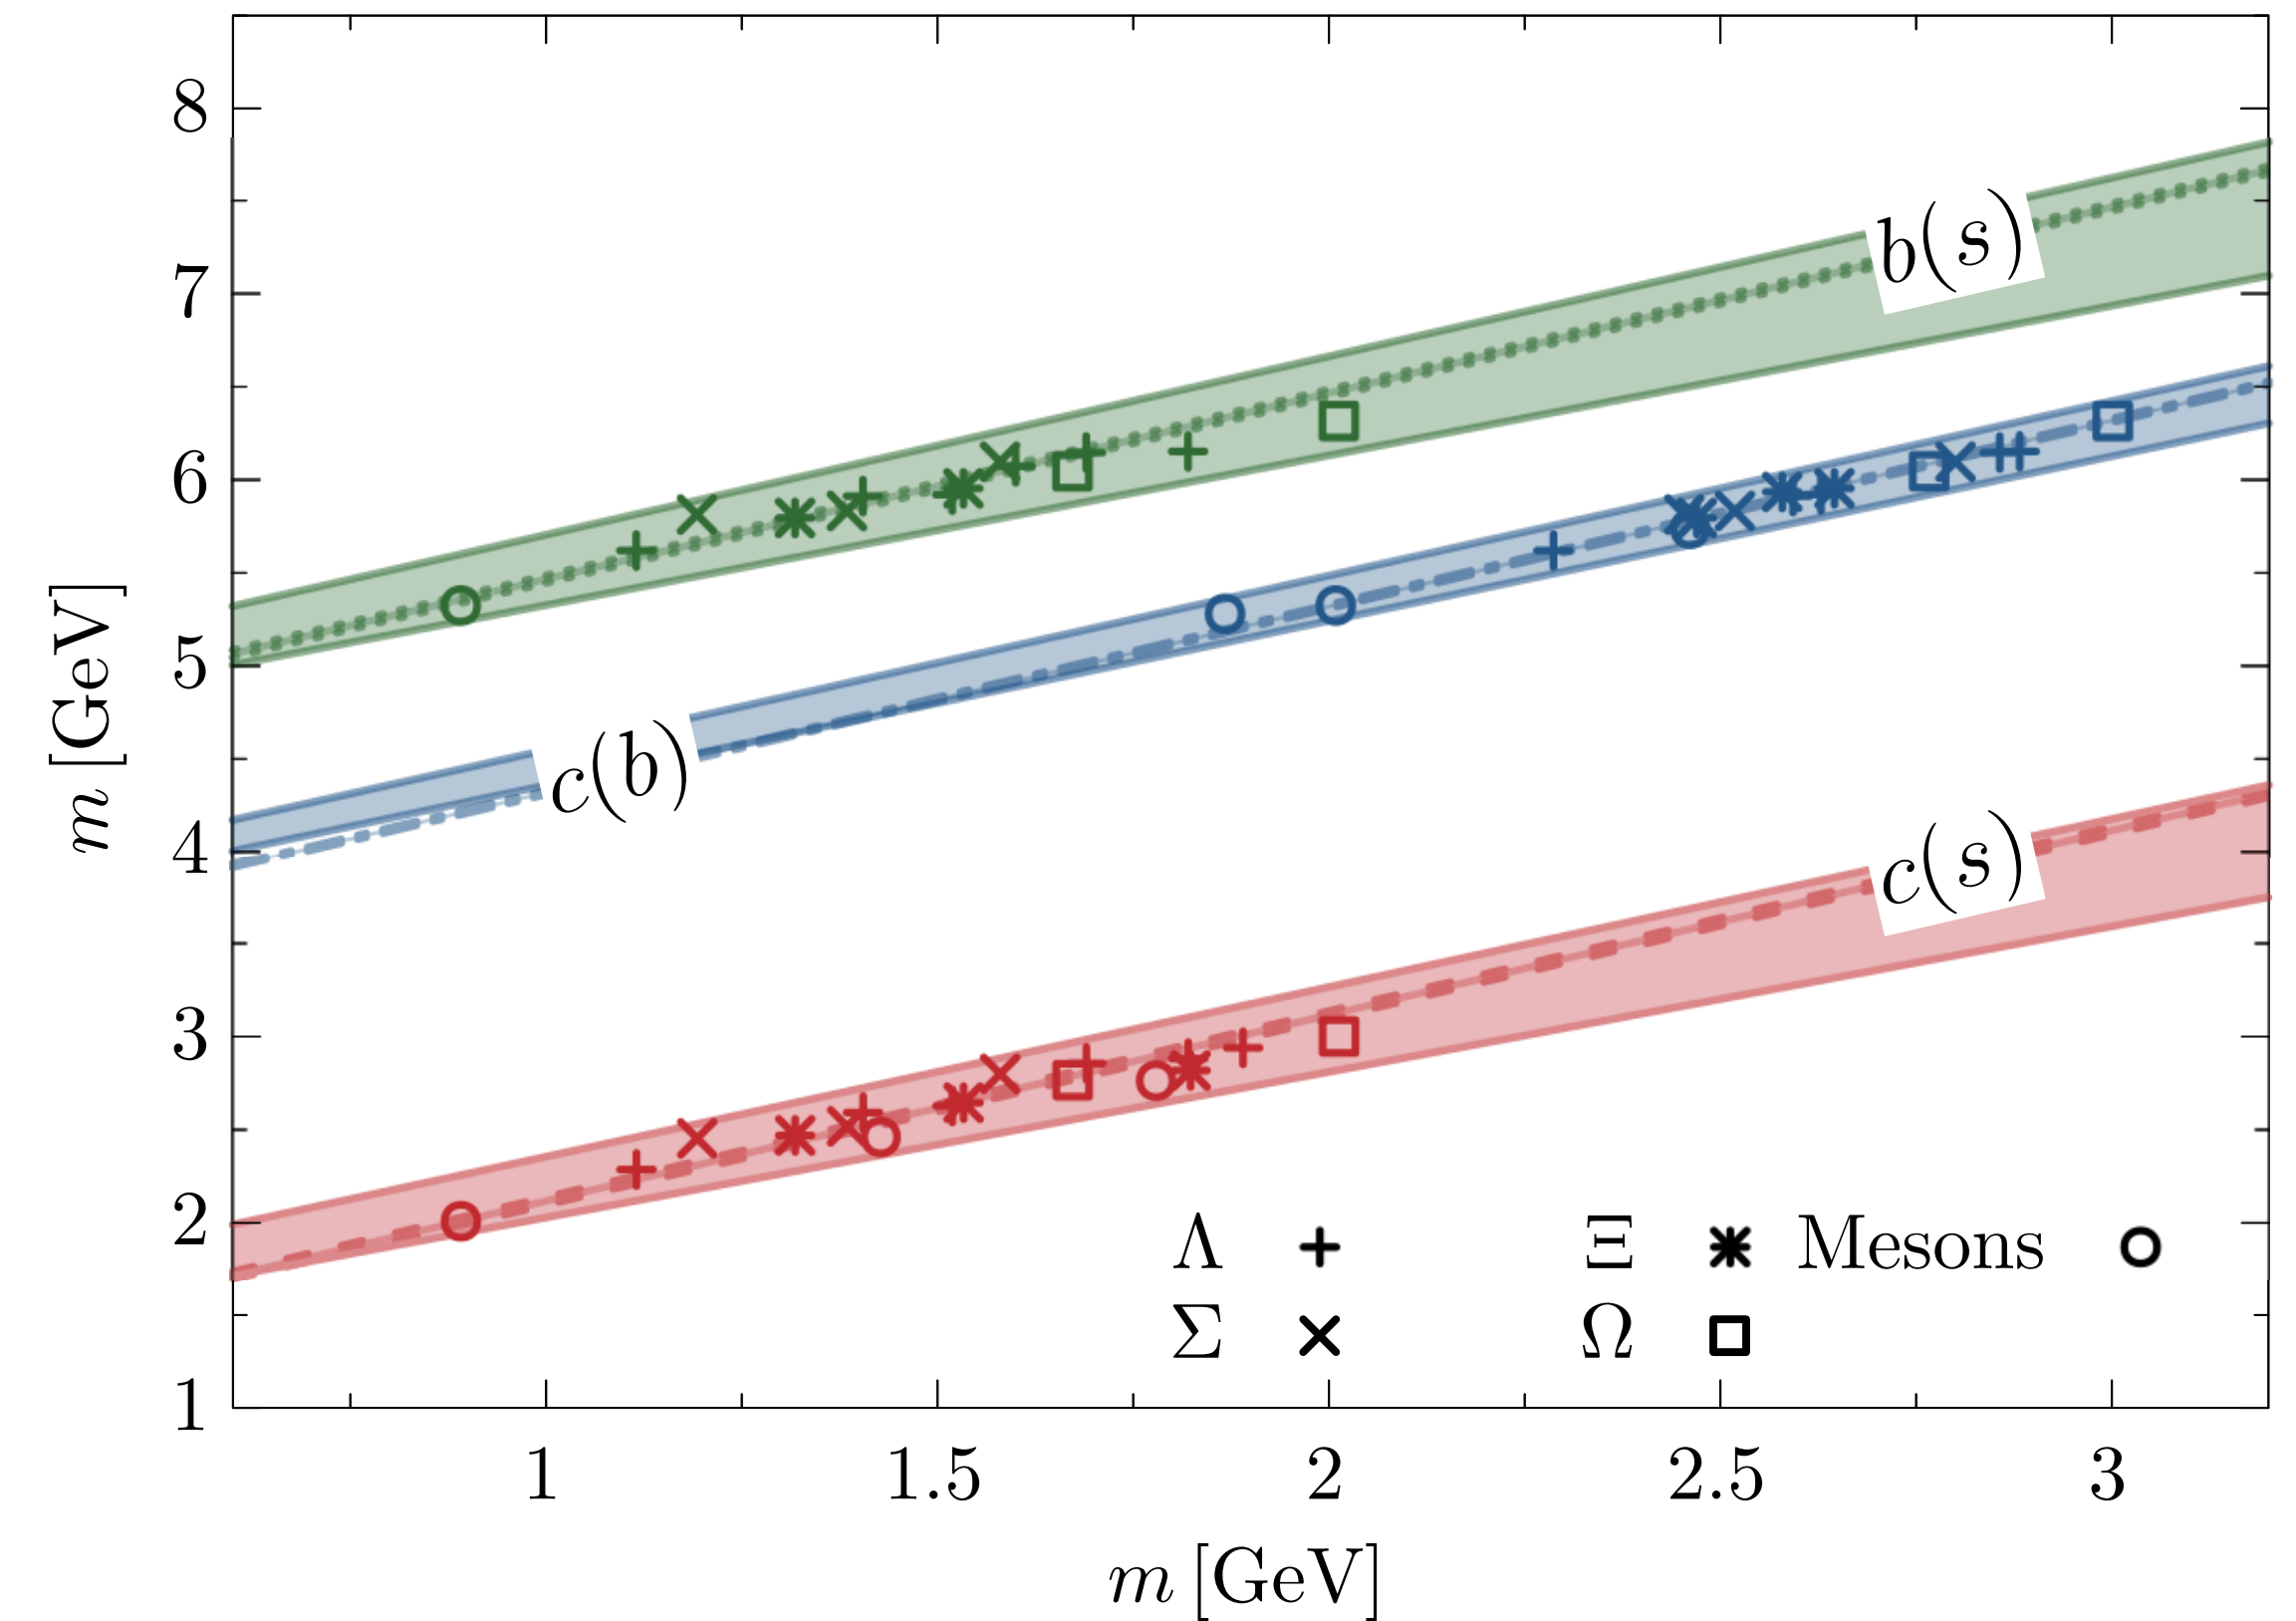 8
7
6
5
4
3
2
1
m [GeV]
b(s)
c(b)
c(s)
Λ Ξ Mesons
Σ Ω
1 1.5 2 2.5 3
m [GeV]